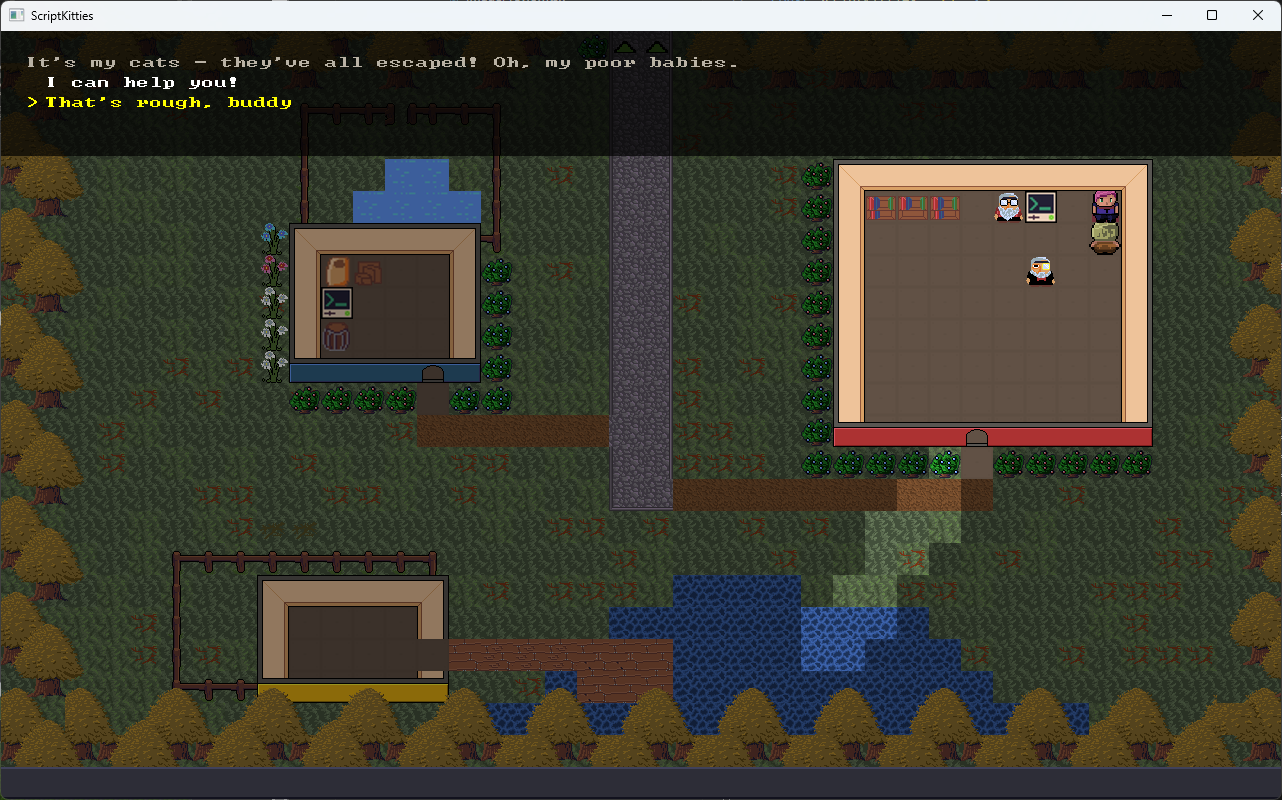 ScriptKitties
It's my cats - they've all escaped! Oh, my poor babies.
I can help you!
> That's rough, buddy